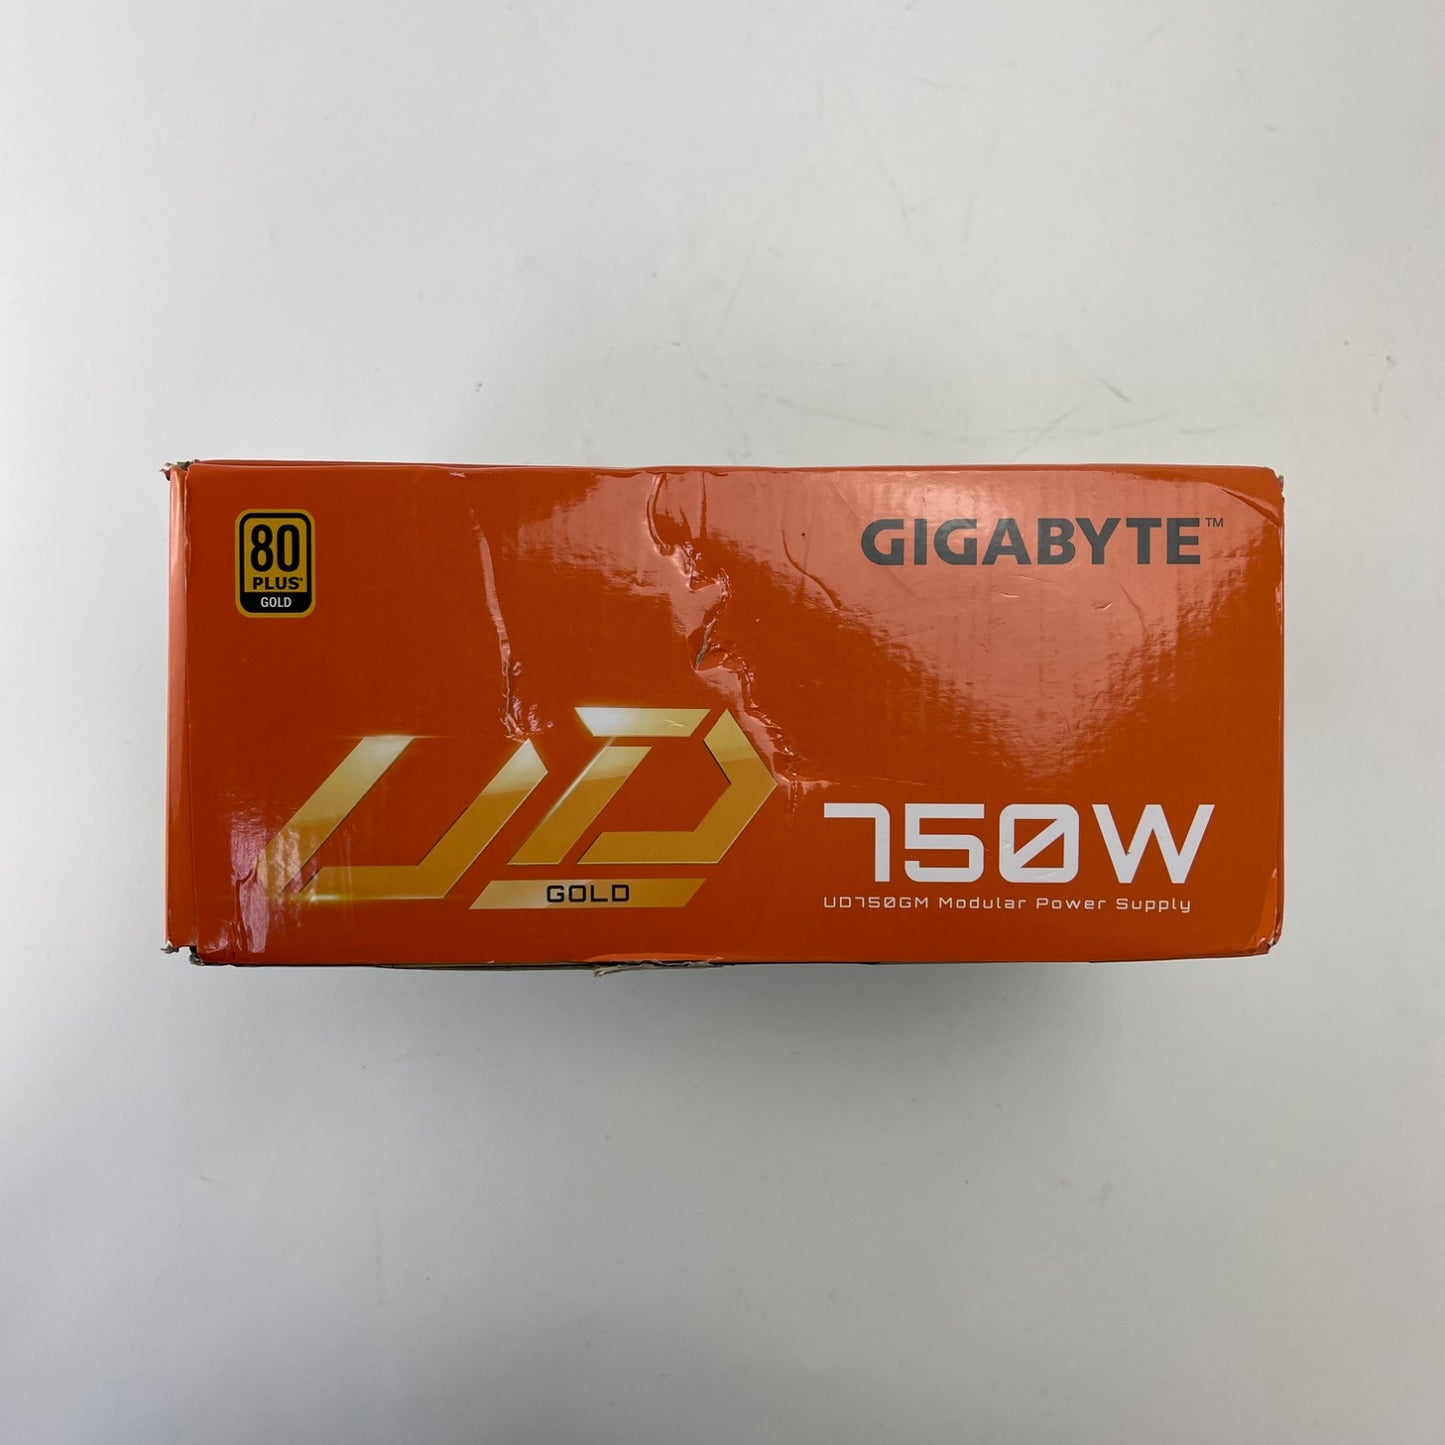 80
PLUS®
GOLD
GIGABYTE™
UD
GOLD
750W
UD750GM Modular Power Supply